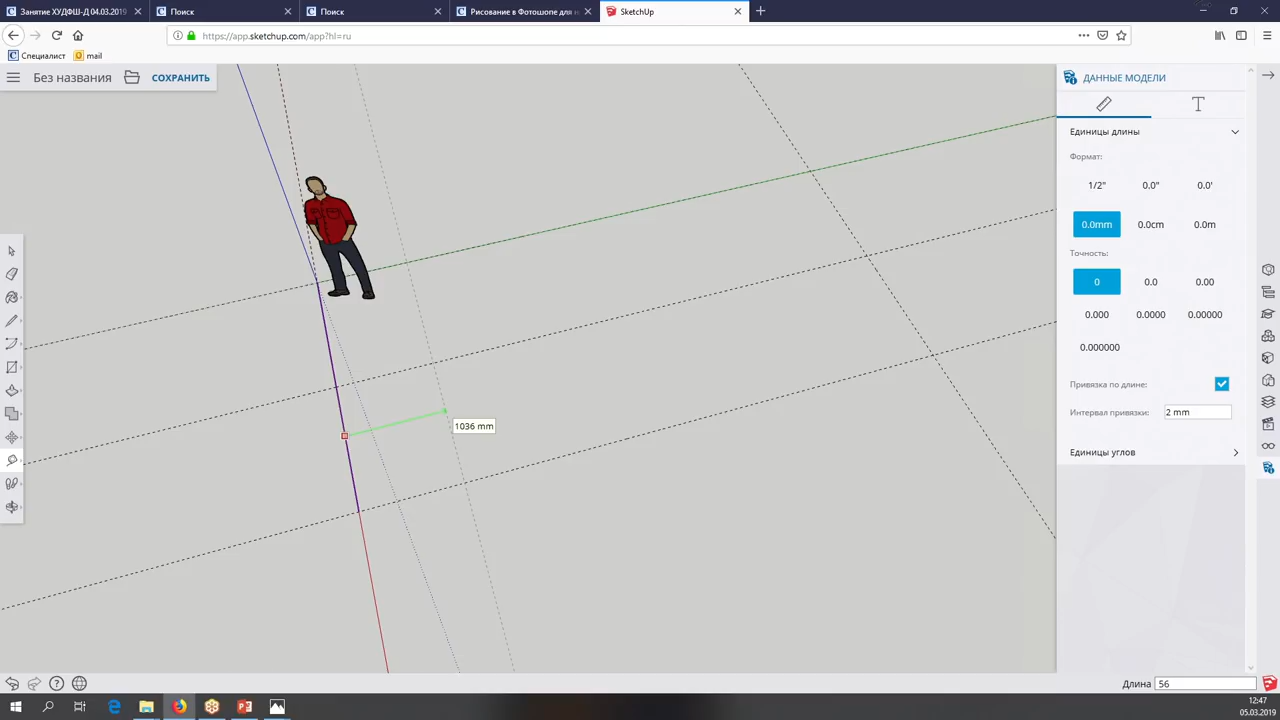 Занятие ХУДФШ-Д 04.03.2019
Поиск
Поиск
Рисование в Фотошопе для
SketchUp
https://app.sketchup.com/app?hl=ru
Специалист
mail
Без названия
СОХРАНИТЬ
ДАННЫЕ МОДЕЛИ
Единицы длины
Формат:
1/2"
0.0"
0.0'
0.0mm
0.0cm
0.0m
Точность:
0
0.0
0.00
0.000
0.0000
0.00000
0.000000
Привязка по длине:
Интервал привязки:
2 mm
Единицы углов
1036 mm
Длина
56
12:47
05.03.2019